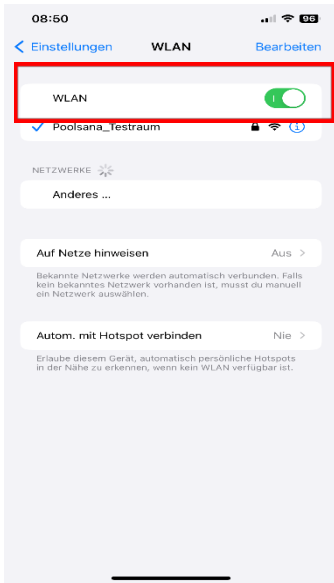 08:50
96
Einstellungen WLAN Bearbeiten
WLAN
Poolsana_Testraum
NETZWERKE
Anderes ...
Auf Netze hinweisen Aus
Bekannte Netzwerke werden automatisch verbunden. Falls
kein bekanntes Netzwerk vorhanden ist, musst du manuell
ein Netzwerk auswählen.
Autom. mit Hotspot verbinden Nie
Erlaube diesem Gerät, automatisch persönliche Hotspots
in der Nähe zu erkennen, wenn kein WLAN verfügbar ist.